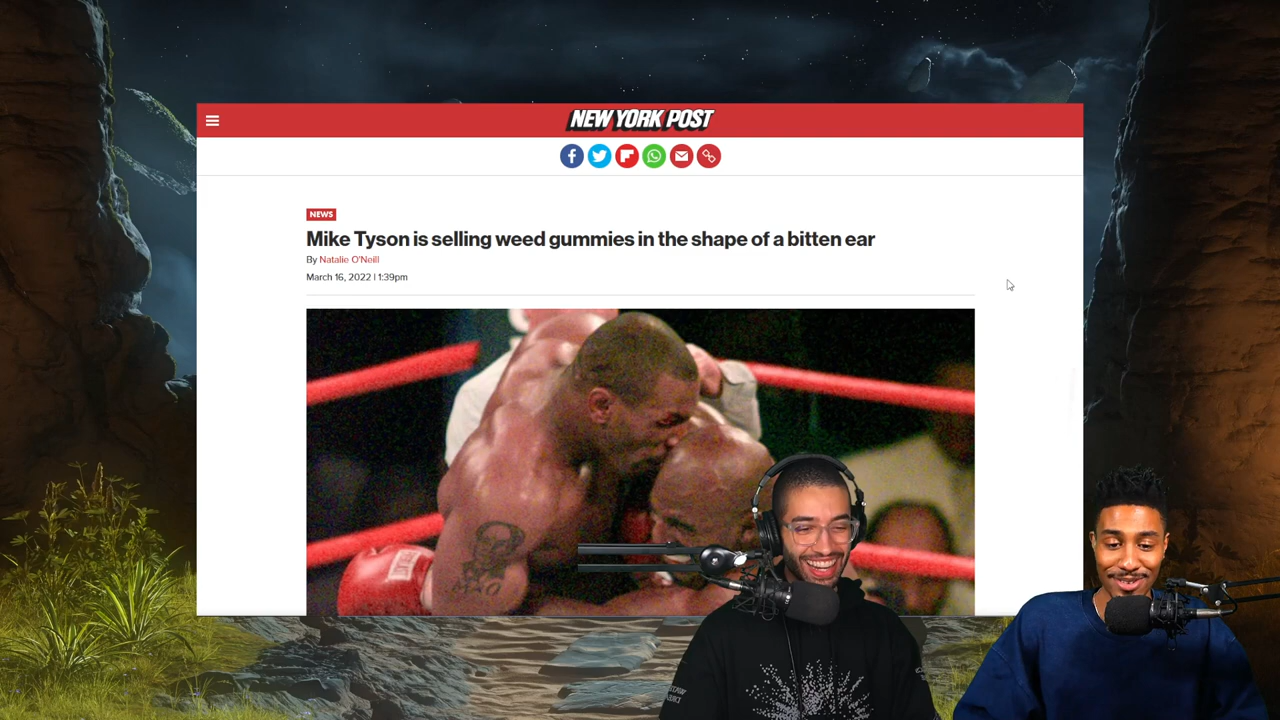 NEW YORK POST
NEWS
Mike Tyson is selling weed gummies in the shape of a bitten ear
By Natalie O'Neill
March 16, 2022 | 1:39pm